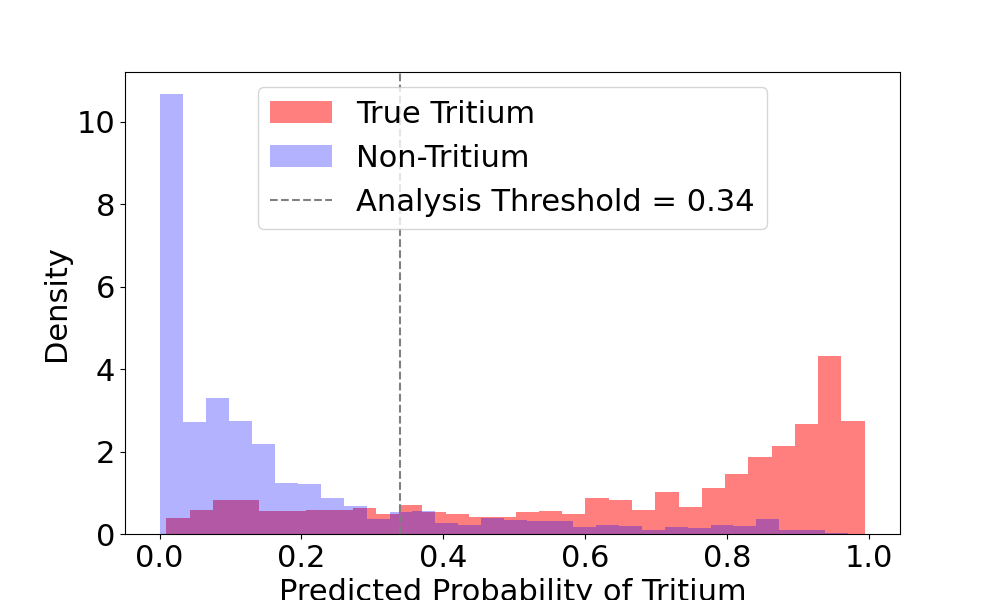 True Tritium
Non-Tritium
Analysis Threshold = 0.34
10
8
6
4
2
0
Density
0.0 0.2 0.4 0.6 0.8 1.0
Predicted Probability of Tritium